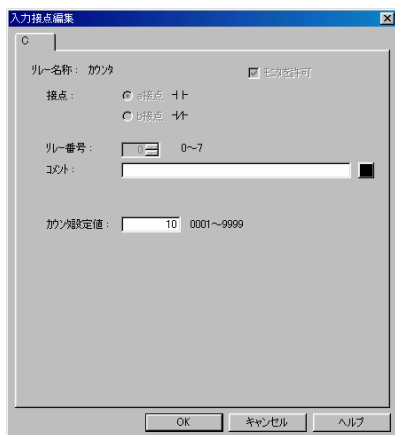 入力接点編集
C
リレー名称： カウンタ
モニタを許可
接点： a接点
b接点
リレー番号： 0 0～7
コメント：
カウンタ設定値： 10 0001～9999
OK キャンセル ヘルプ